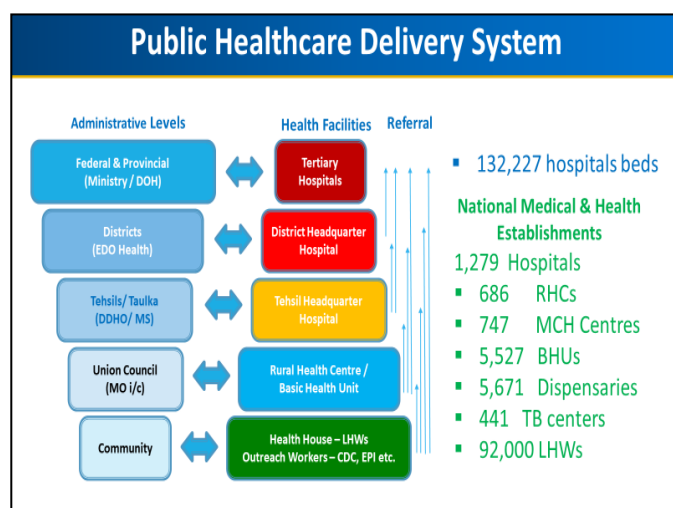 Public Healthcare Delivery System
Administrative Levels
Health Facilities
Referral
Federal & Provincial
(Ministry / DOH)
Tertiary
Hospitals
Districts
(EDO Health)
District Headquarter
Hospital
Tehsils/ Taulka
(DDHO/ MS)
Tehsil Headquarter
Hospital
Union Council
(MO i/c)
Rural Health Centre /
Basic Health Unit
Community
Health House – LHWs
Outreach Workers – CDC, EPI etc.
▪ 132,227 hospitals beds
National Medical & Health
Establishments
1,279 Hospitals
▪ 686 RHCs
▪ 747 MCH Centres
▪ 5,527 BHUs
▪ 5,671 Dispensaries
▪ 441 TB centers
▪ 92,000 LHWs